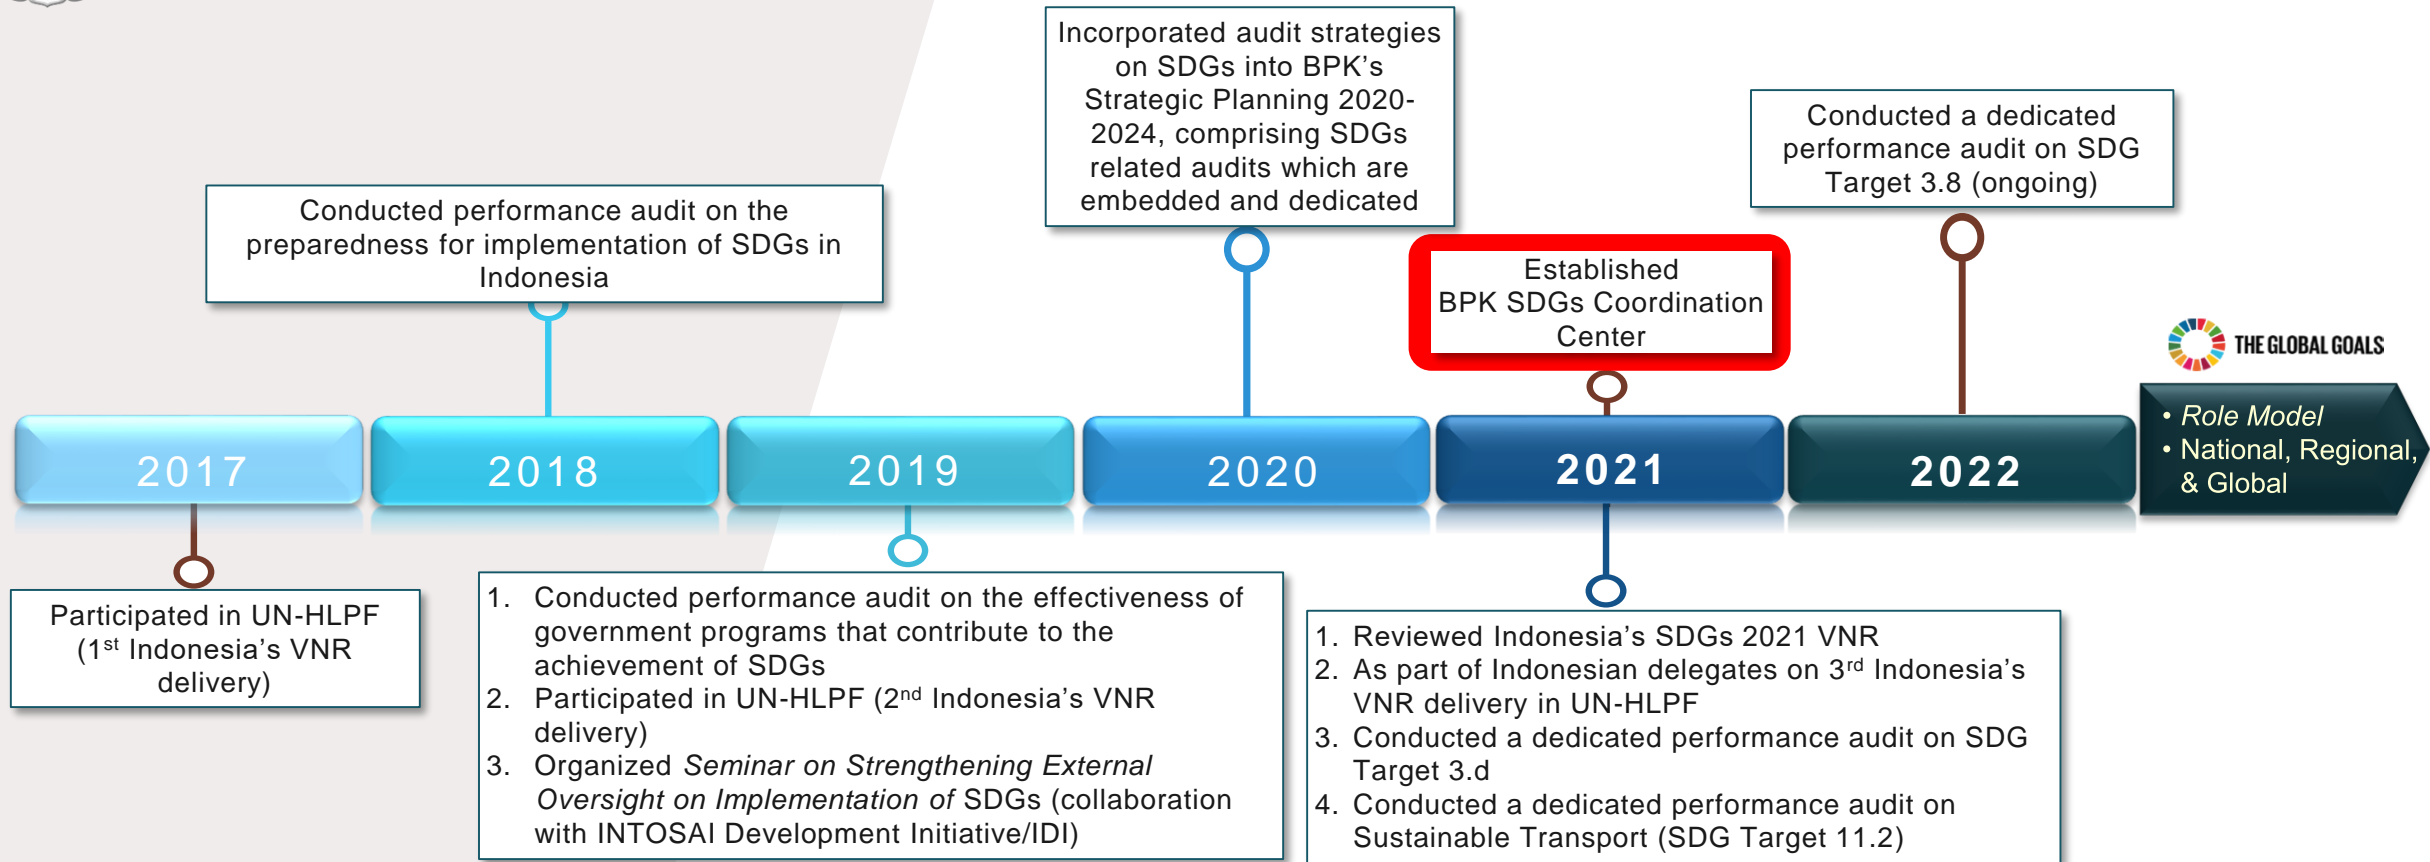 Incorporated audit strategies
on SDGs into BPK’s
Strategic Planning 2020-
2024, comprising SDGs
related audits which are
embedded and dedicated
Conducted a dedicated
performance audit on SDG
Target 3.8 (ongoing)
Conducted performance audit on the
preparedness for implementation of SDGs in
Indonesia
Established
BPK SDGs Coordination
Center
THE GLOBAL GOALS
2017
2018
2019
2020
2021
2022
• Role Model
• National, Regional,
& Global
Participated in UN-HLPF
(1st Indonesia’s VNR
delivery)
1. Conducted performance audit on the effectiveness of
government programs that contribute to the
achievement of SDGs
2. Participated in UN-HLPF (2nd Indonesia’s VNR
delivery)
3. Organized Seminar on Strengthening External
Oversight on Implementation of SDGs (collaboration
with INTOSAI Development Initiative/IDI)
1. Reviewed Indonesia’s SDGs 2021 VNR
2. As part of Indonesian delegates on 3rd Indonesia’s
VNR delivery in UN-HLPF
3. Conducted a dedicated performance audit on SDG
Target 3.d
4. Conducted a dedicated performance audit on
Sustainable Transport (SDG Target 11.2)